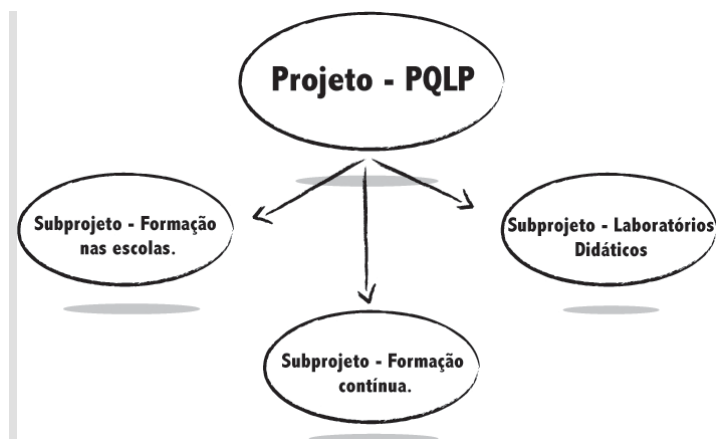 Projeto - PQLP
Subprojeto - Formação
nas escolas.
Subprojeto - Laboratórios
Didáticos
Subprojeto - Formação
contínua.